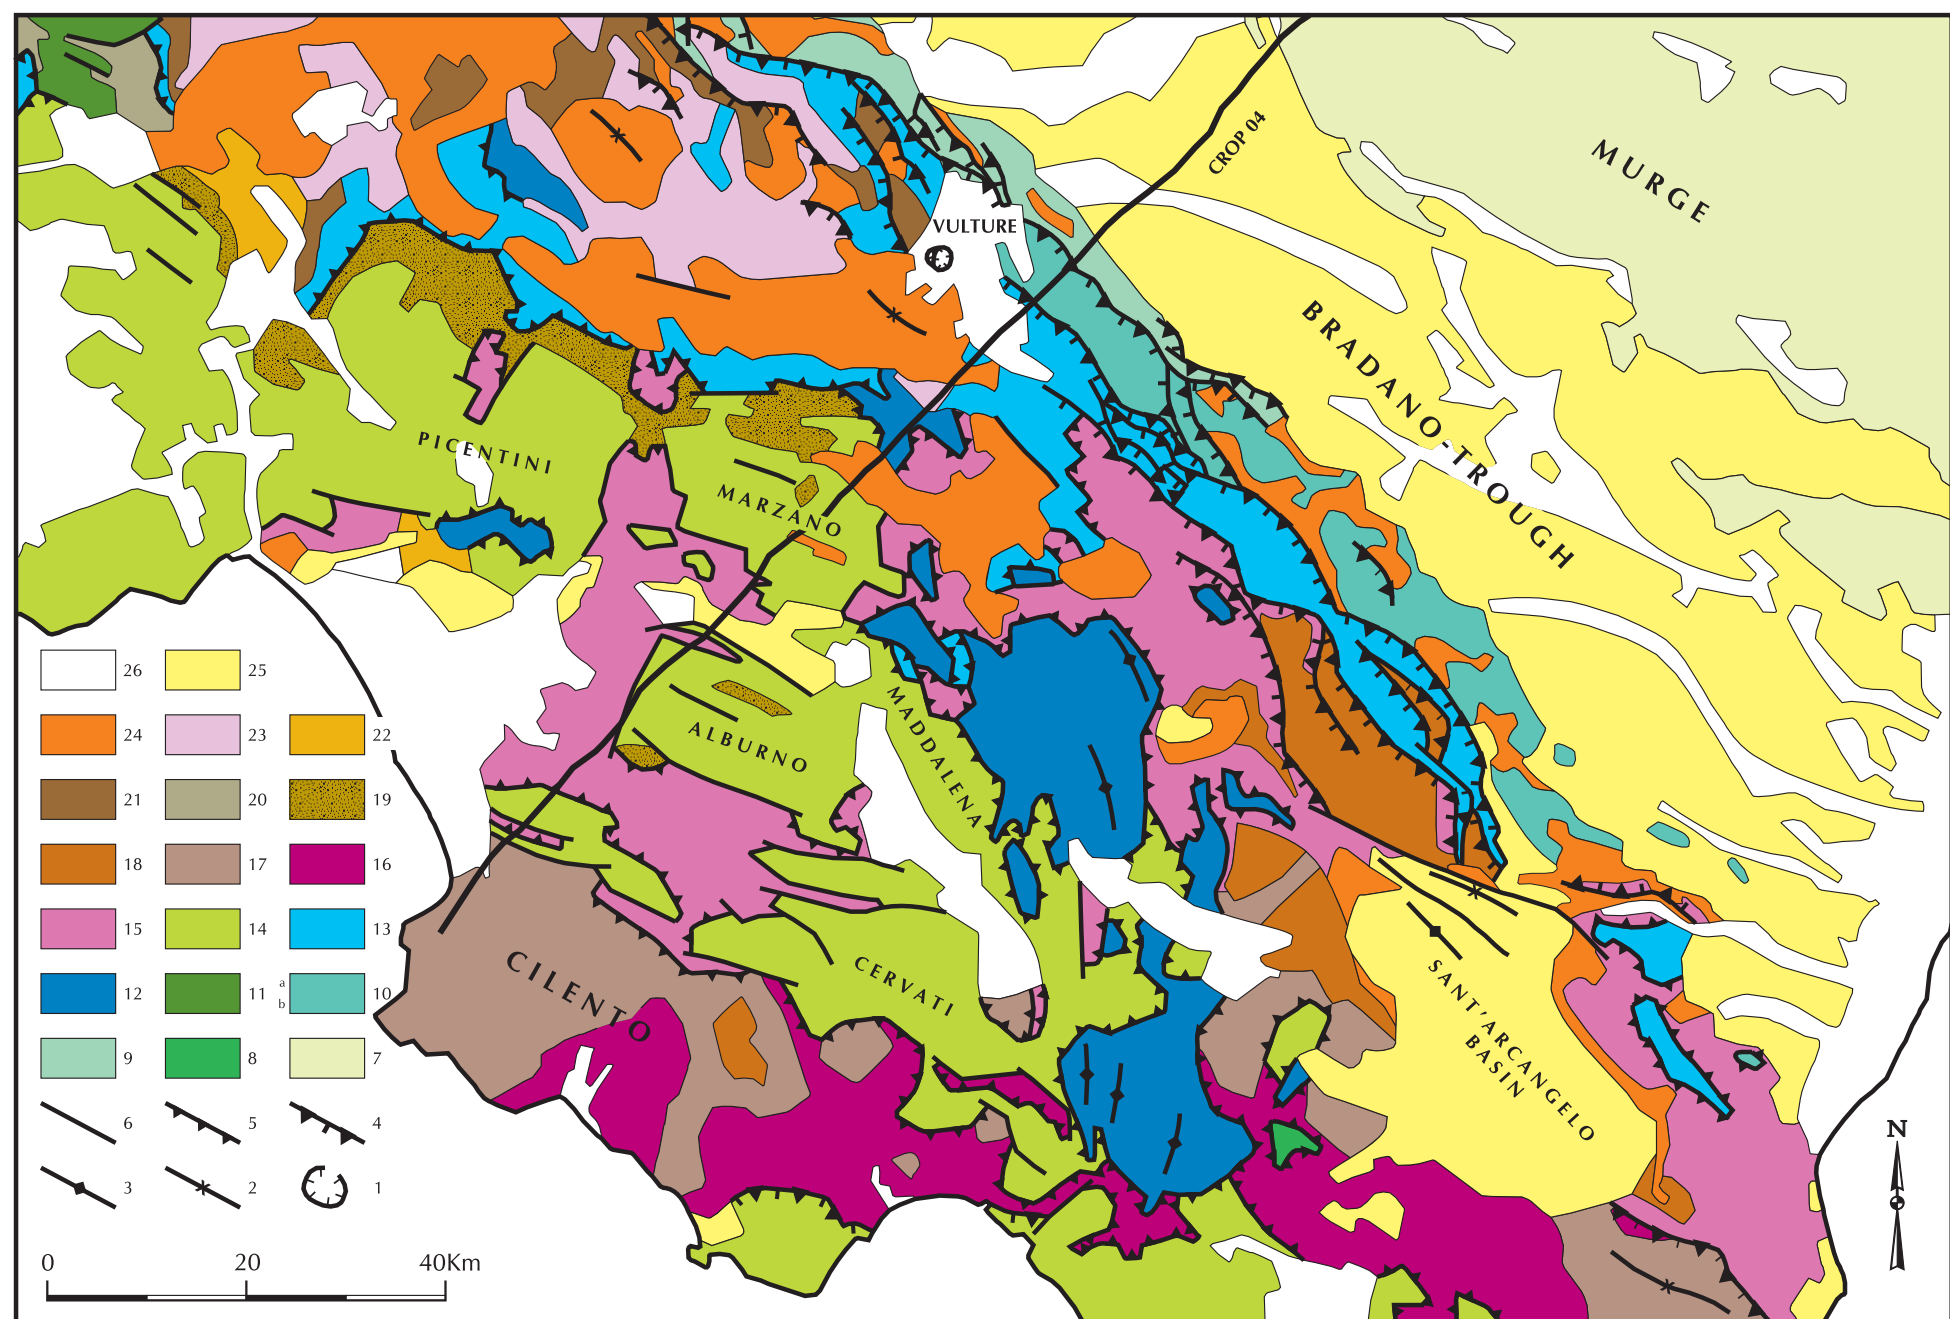 CROP 04
MURGE
VULTURE
BRADANO-TROUGH
PICENTINI
MARZANO
MADDALENA
ALBURNO
CERVATI
CILENTO
SANT'ARCANGELO
BASIN
26 25
24 23 22
21 20 19
18 17 16
15 14 13
12 11 a b 10
9 8 7
6 5 4
3 2 1
0 20 40Km
N